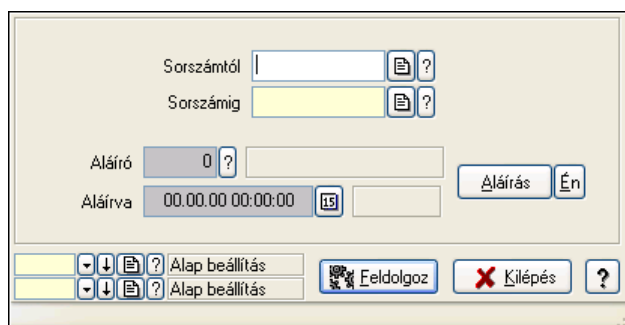 Sorszámtól ?
Sorszámig ?
Aláíró 0 ?
Aláírás Én
Aláírva 00.00.00 00:00:00 15
? Alap beállítás
? Alap beállítás
Feldolgoz Kilépés ?